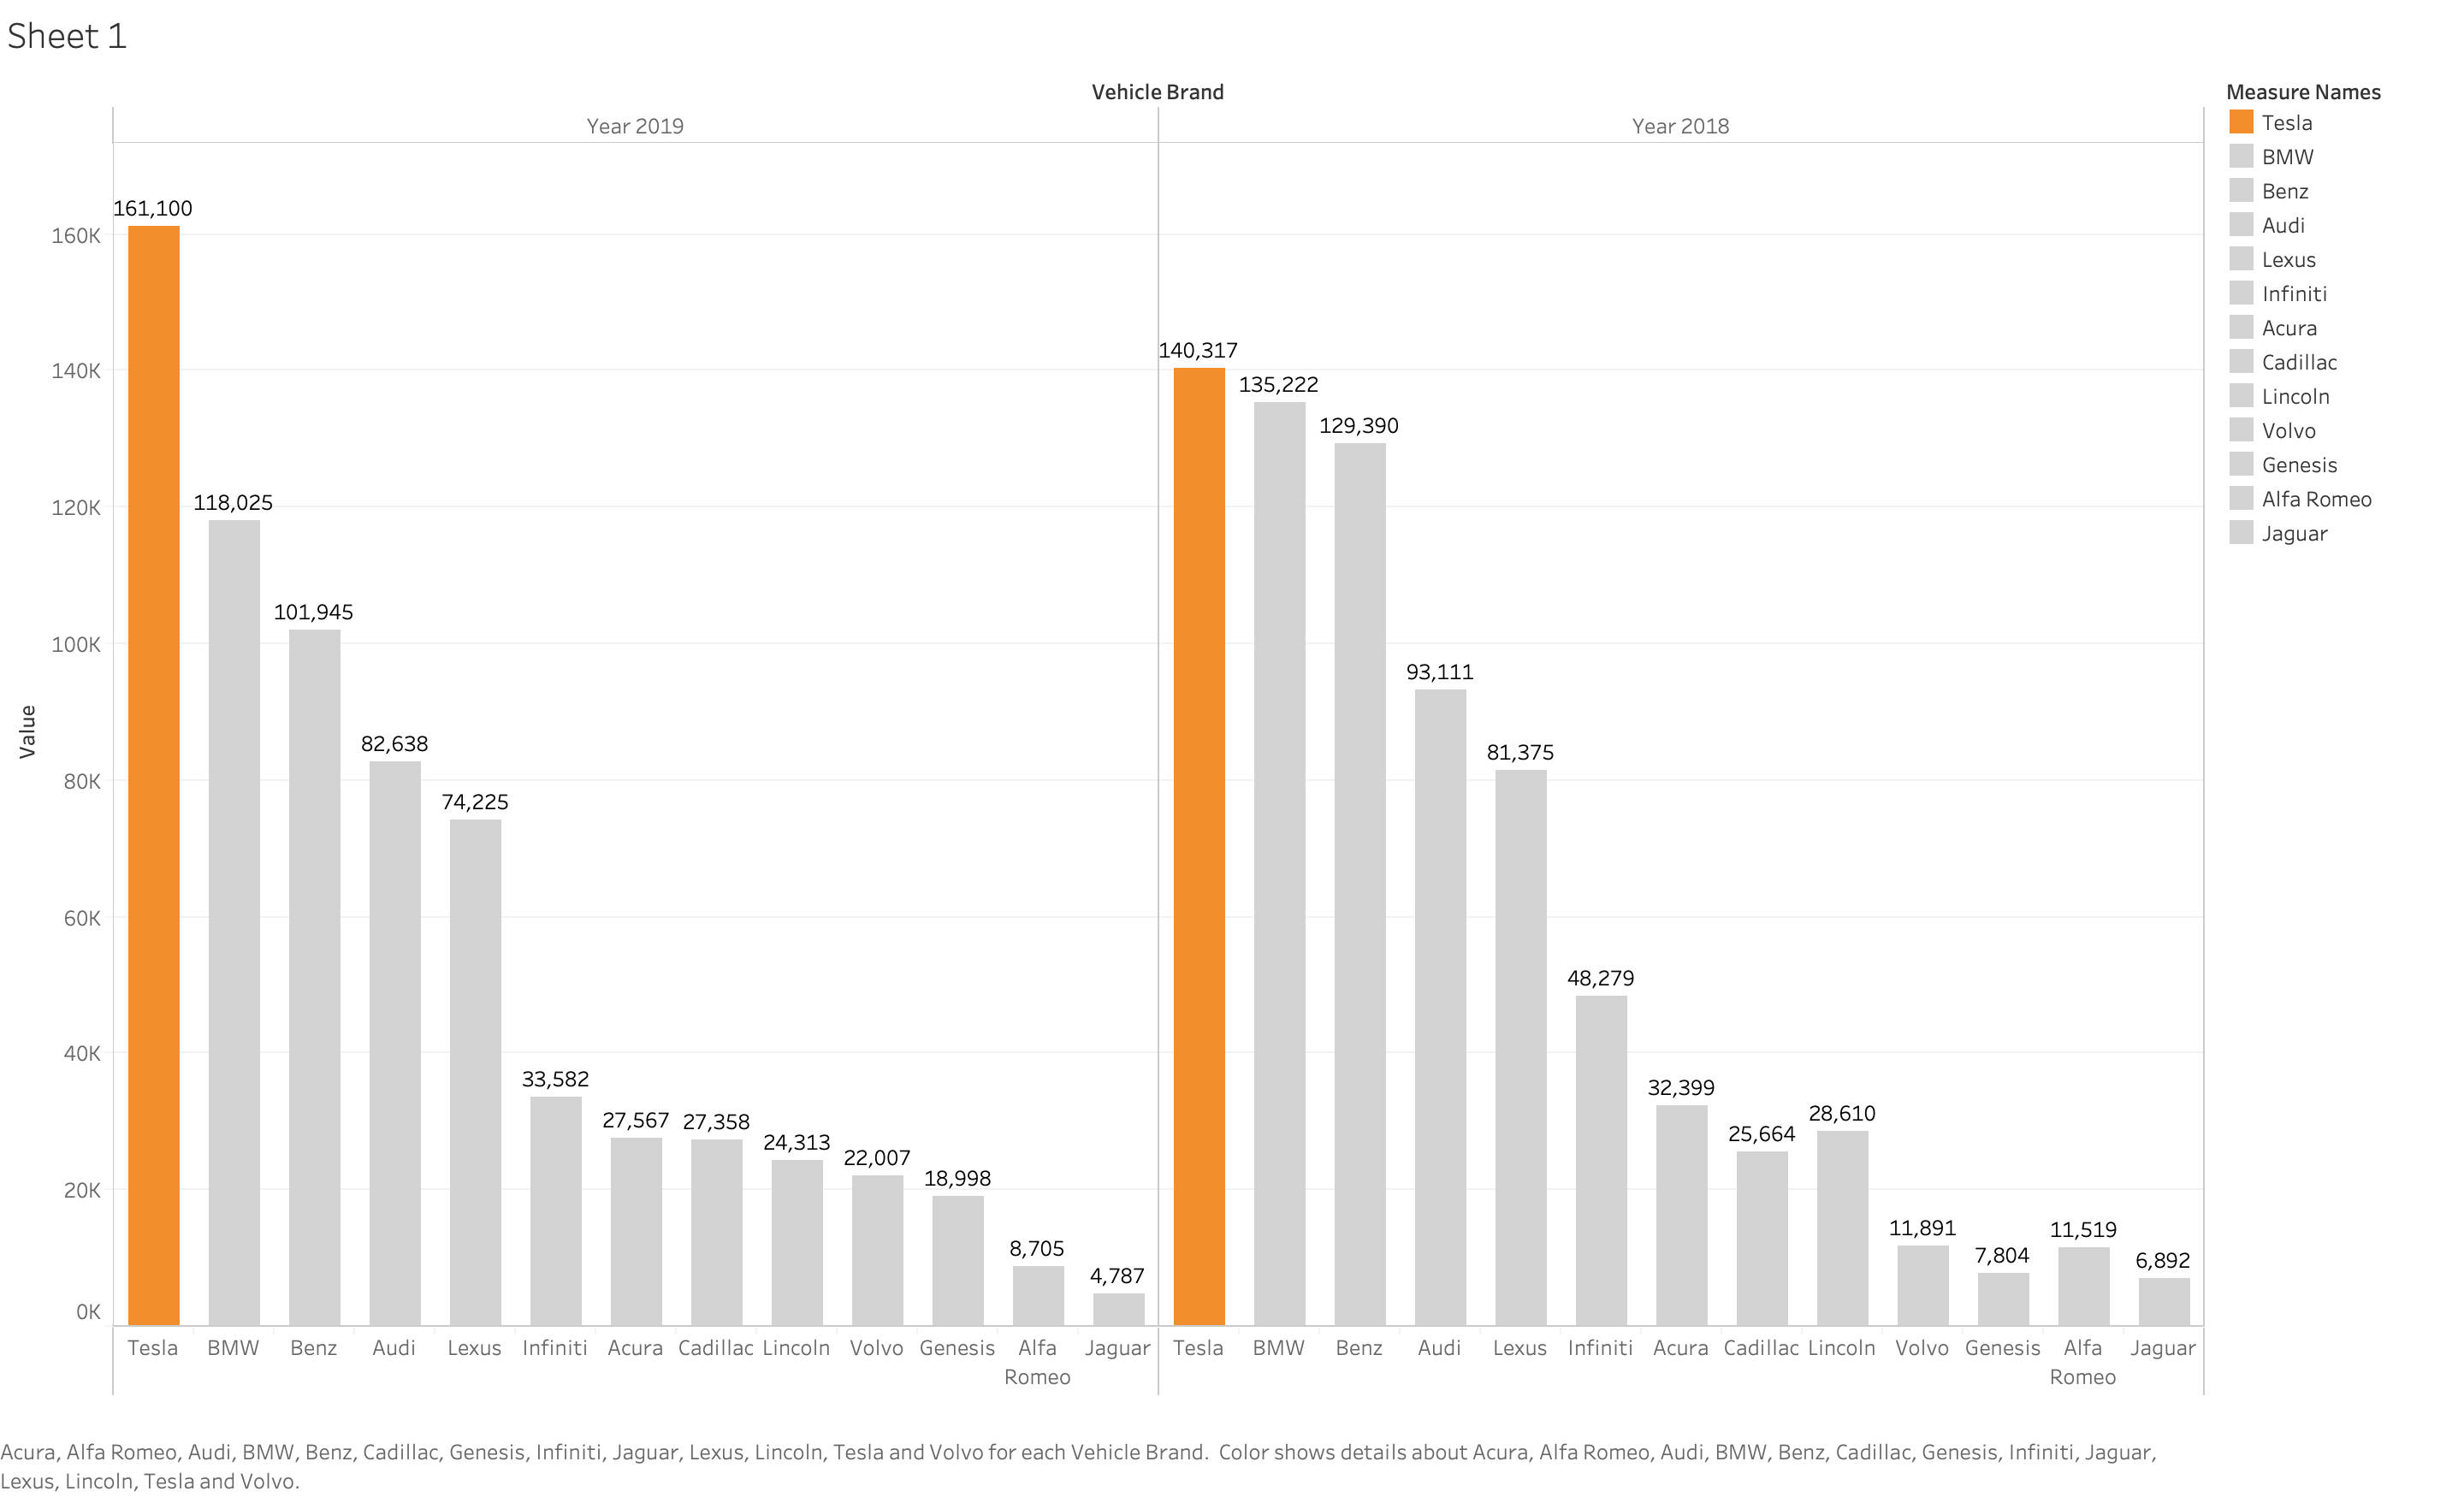 Sheet 1
Vehicle Brand
Year 2019
Year 2018
Measure Names
Tesla
BMW
Benz
Audi
Lexus
Infiniti
Acura
Cadillac
Lincoln
Volvo
Genesis
Alfa Romeo
Jaguar
Value
160K
140K
120K
100K
80K
60K
40K
20K
0K
161,100
118,025
101,945
82,638
74,225
33,582
27,567
27,358
24,313
22,007
18,998
8,705
4,787
140,317
135,222
129,390
93,111
81,375
48,279
32,399
25,664
28,610
11,891
7,804
11,519
6,892
Tesla BMW Benz Audi Lexus Infiniti Acura Cadillac Lincoln Volvo Genesis Alfa Romeo Jaguar
Tesla BMW Benz Audi Lexus Infiniti Acura Cadillac Lincoln Volvo Genesis Alfa Romeo Jaguar
Acura, Alfa Romeo, Audi, BMW, Benz, Cadillac, Genesis, Infiniti, Jaguar, Lexus, Lincoln, Tesla and Volvo for each Vehicle Brand.  Color shows details about Acura, Alfa Romeo, Audi, BMW, Benz, Cadillac, Genesis, Infiniti, Jaguar,
Lexus, Lincoln, Tesla and Volvo.